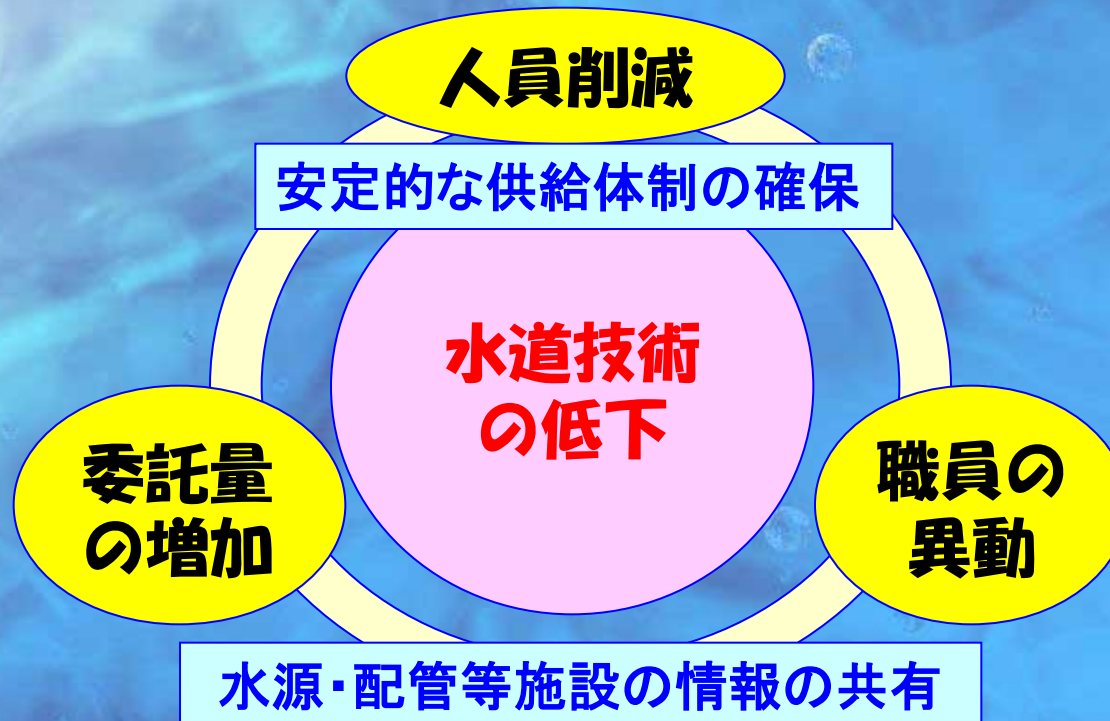 人員削減
安定的な供給体制の確保
水道技術
の低下
委託量
の増加
職員の
異動
水源・配管等施設の情報の共有